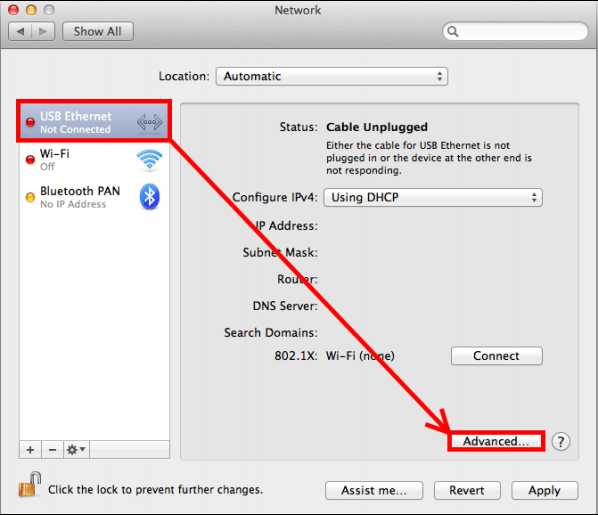 Network
Show All
Location: Automatic
USB Ethernet
Not Connected
Wi-Fi
Off
Bluetooth PAN
No IP Address
Status: Cable Unplugged
Either the cable for USB Ethernet is not
plugged in or the device at the other end is
not responding.
Configure IPv4: Using DHCP
IP Address:
Subnet Mask:
Router:
DNS Server:
Search Domains:
802.1X: Wi-Fi (none) Connect
Advanced... ?
+ −
Click the lock to prevent further changes.
Assist me... Revert Apply